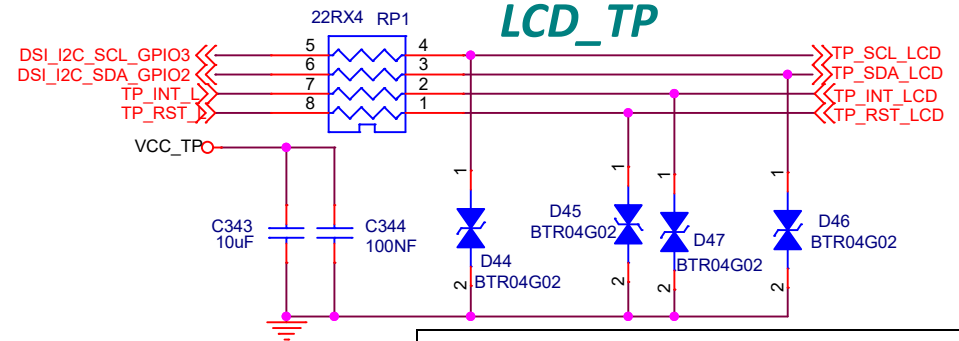 22RX4 RP1 LCD_TP
DSI_I2C_SCL_GPIO3 5 4 TP_SCL_LCD
DSI_I2C_SDA_GPIO2 6 3 TP_SDA_LCD
TP_INT_L 7 2 TP_INT_LCD
TP_RST_L 8 1 TP_RST_LCD
VCC_TP
1 1 1 1
C343
10uF
C344
100NF
D44
BTR04G02
D45
BTR04G02
D47
BTR04G02
D46
BTR04G02
2 2 2 2